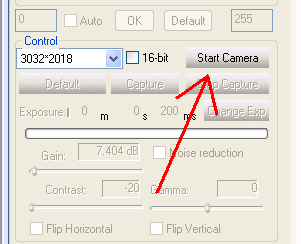 0 Auto OK Default 255
Control
3032*2018 16-bit Start Camera
Default Capture Capture
Exposure: 0 m 0 s 200 ms Change Exp
Gain: 7.404 dB Noise reduction
Contrast: -20 Gamma: 0
Flip Horizontal Flip Vertical